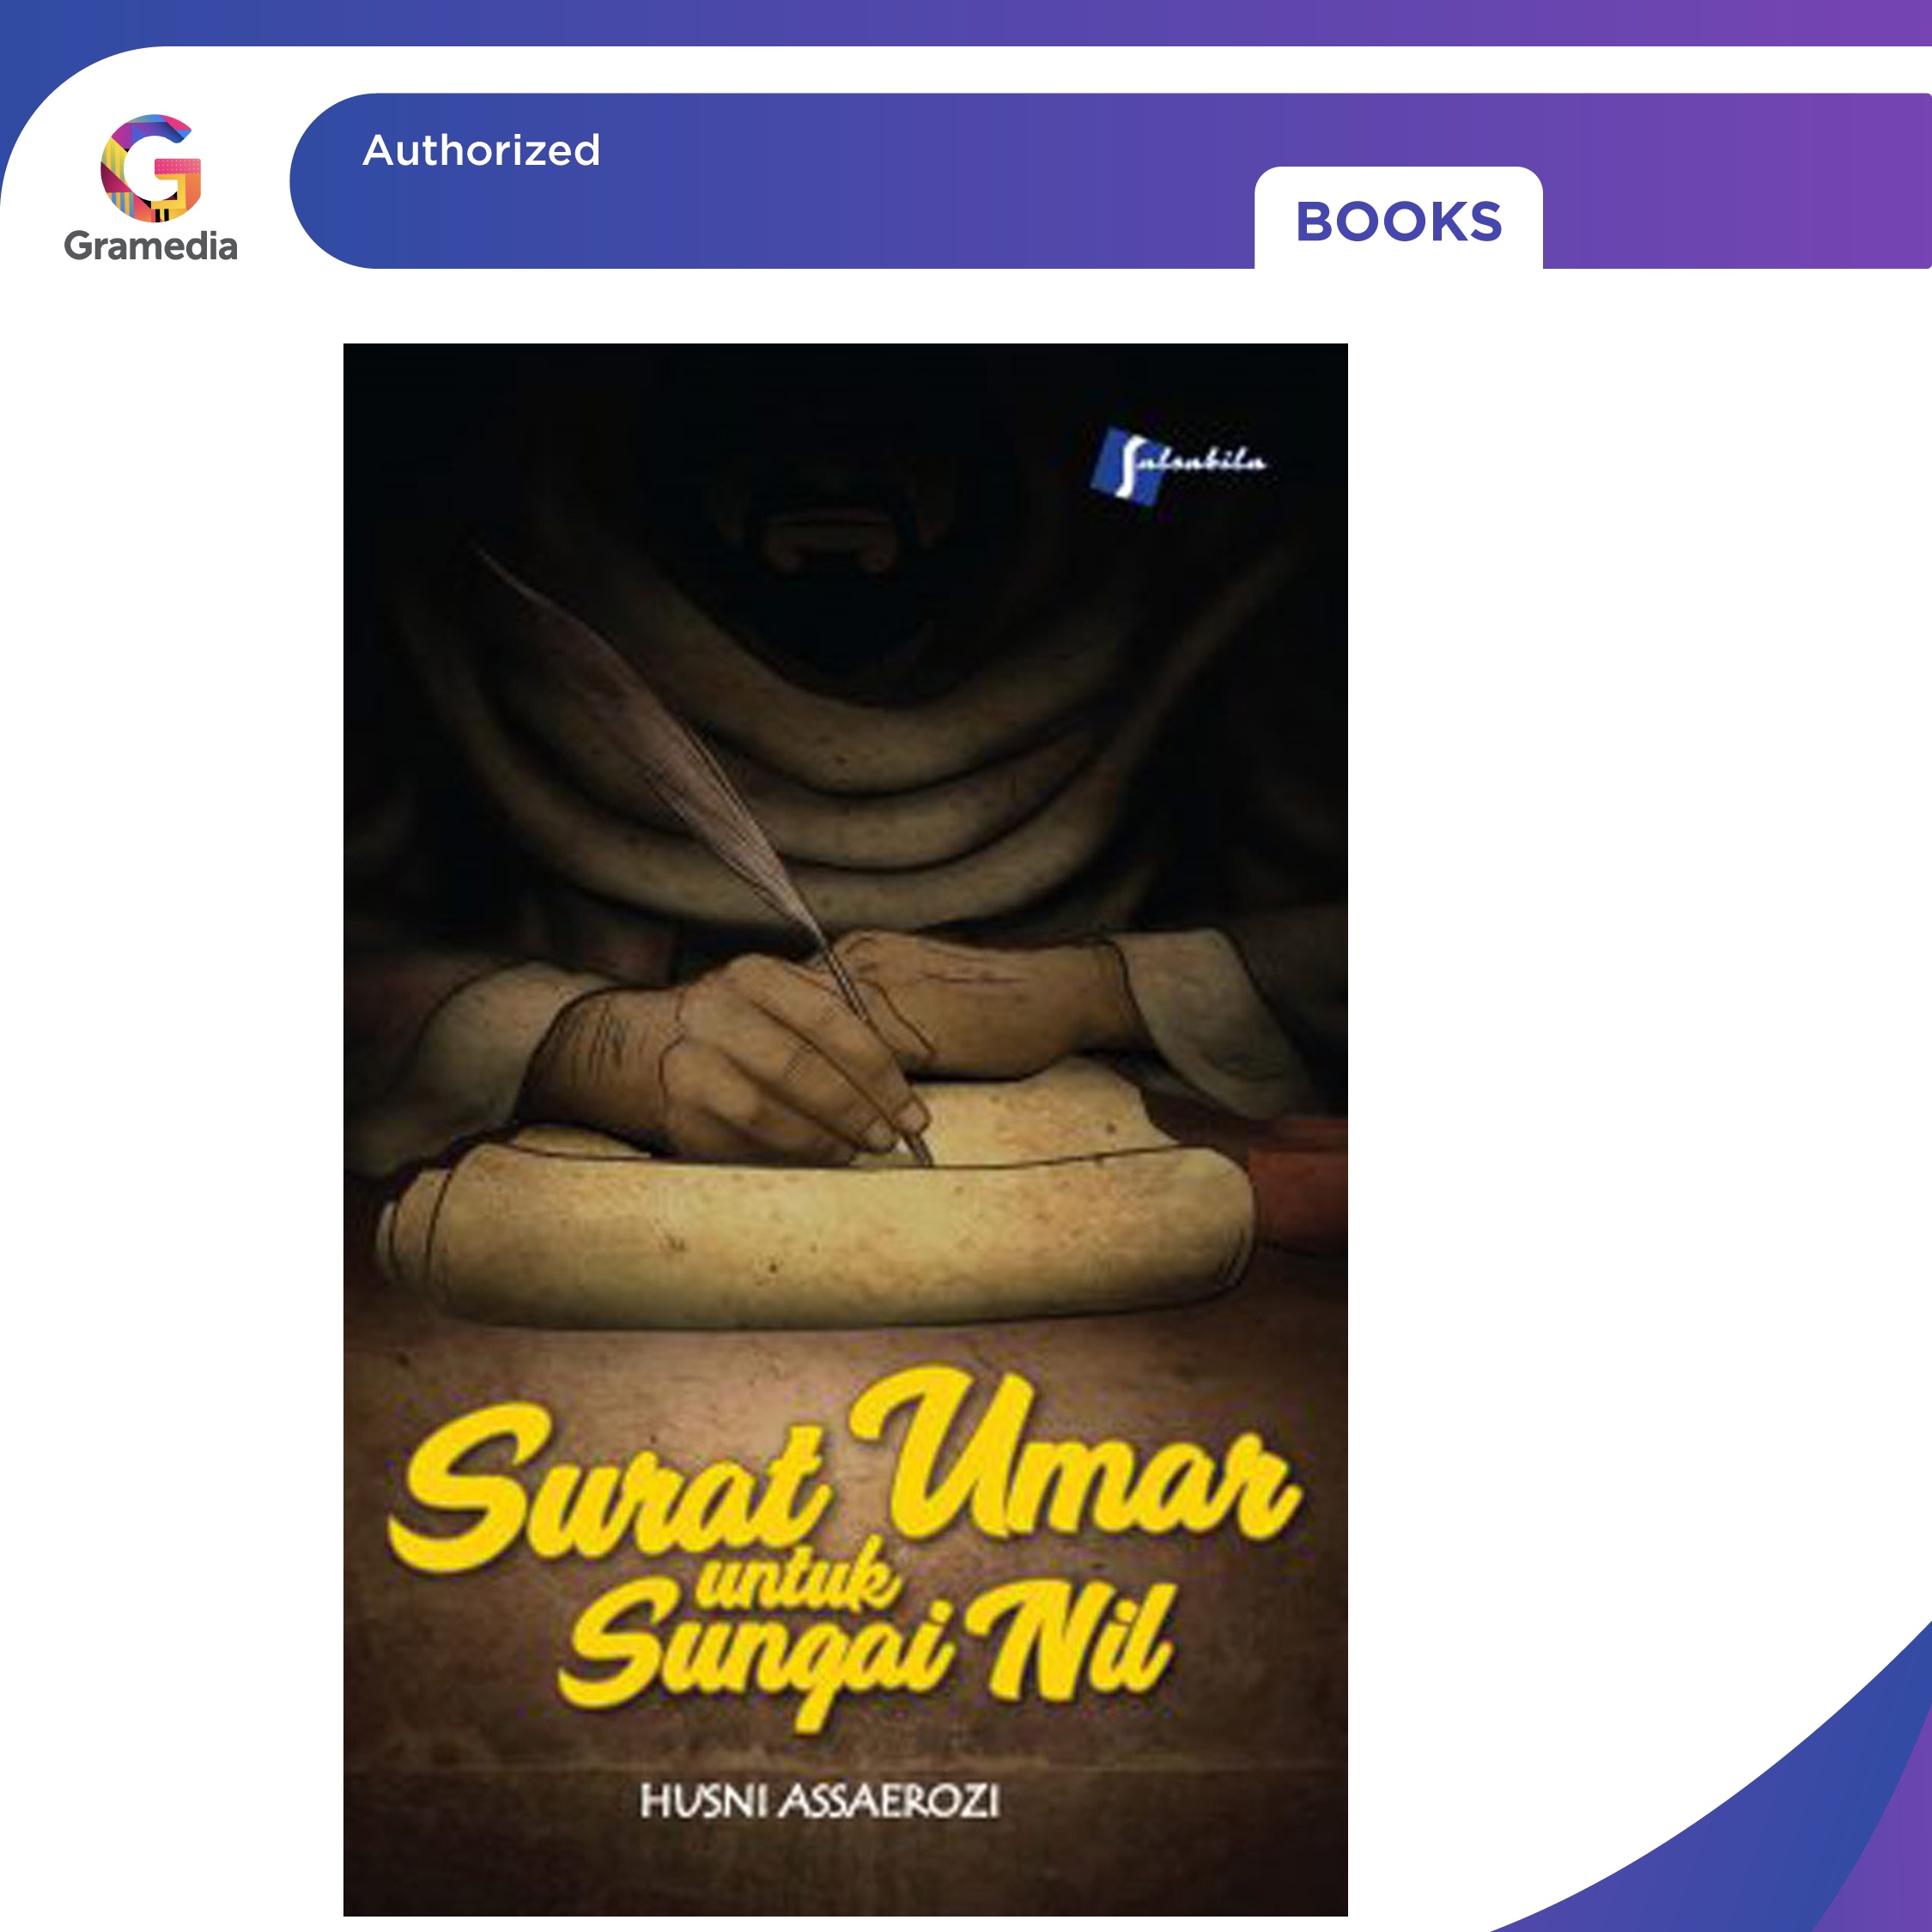 Authorized
BOOKS
Gramedia
Salsabila
Surat Umar
untuk
Sungai Nil
HUSNI ASSAEROZI